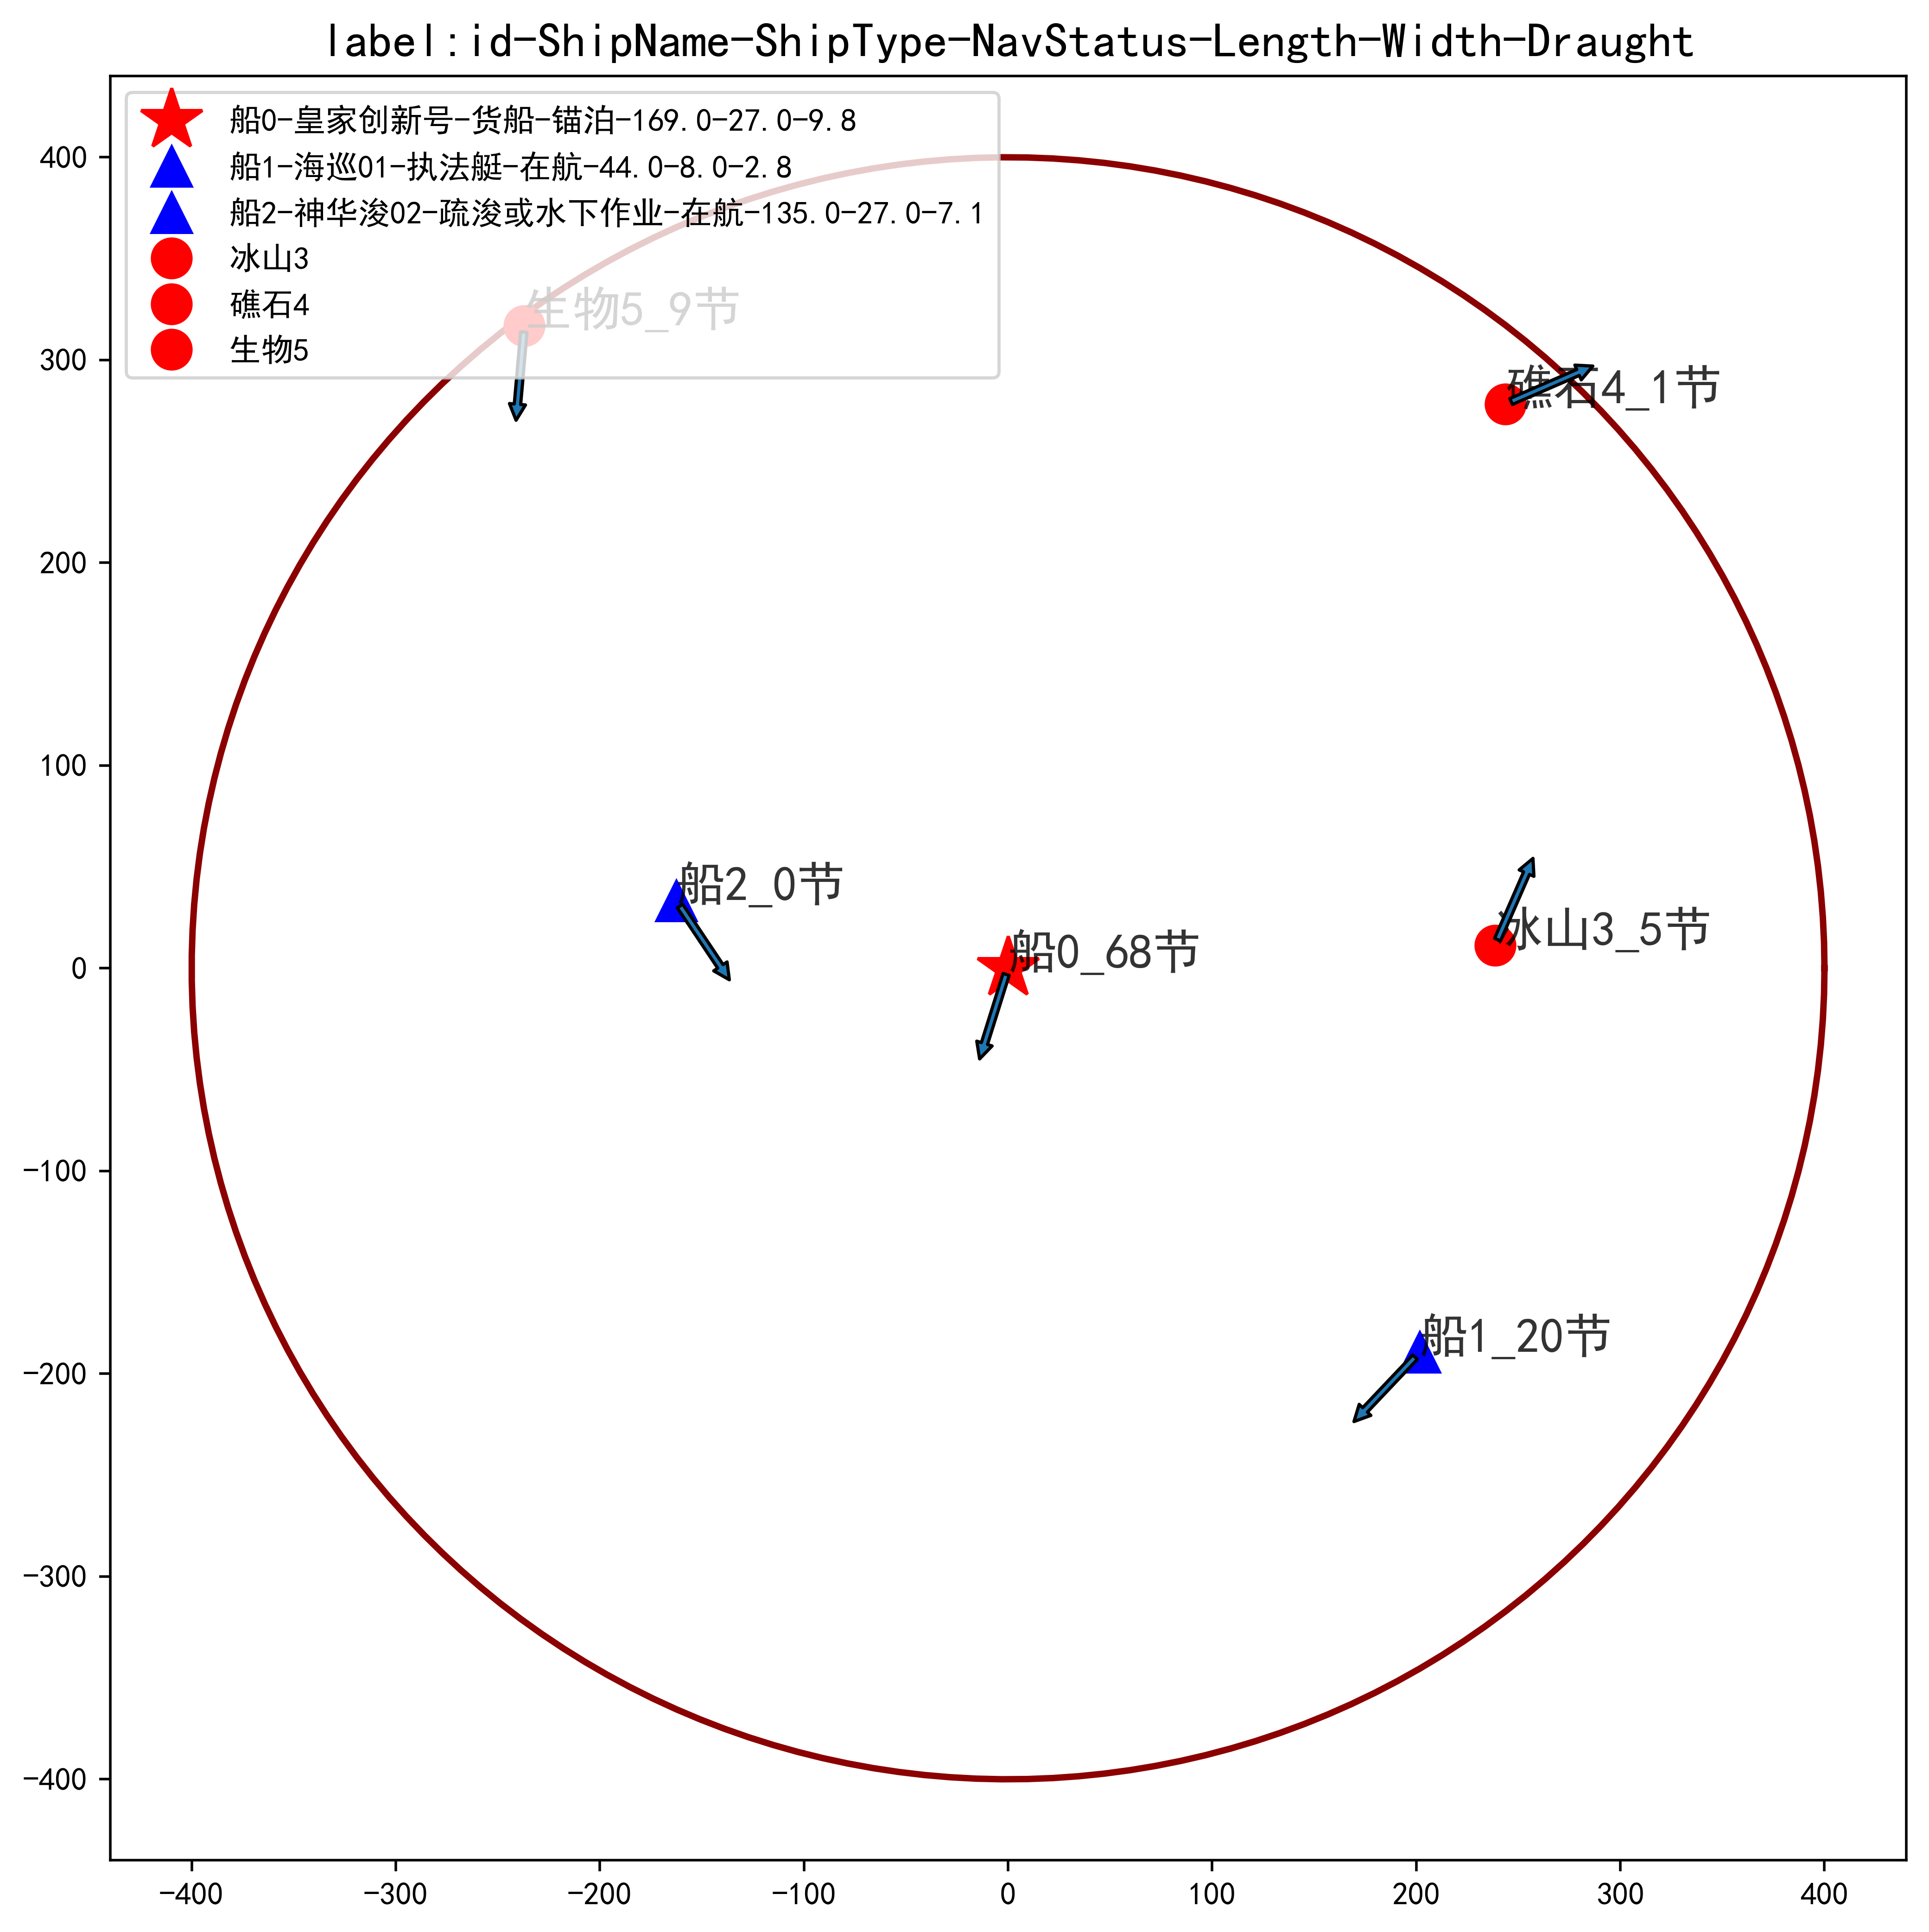 label:id-ShipName-ShipType-NavStatus-Length-Width-Draught
船0-皇家创新号-货船-锚泊-169.0-27.0-9.8
船1-海巡01-执法艇-在航-44.0-8.0-2.8
船2-神华浚02-疏浚或水下作业-在航-135.0-27.0-7.1
冰山3
礁石4
生物5
生物5_9节
礁石4_1节
船2_0节
船0_68节
冰山3_5节
船1_20节
400
300
200
100
0
-100
-200
-300
-400
-400 -300 -200 -100 0 100 200 300 400